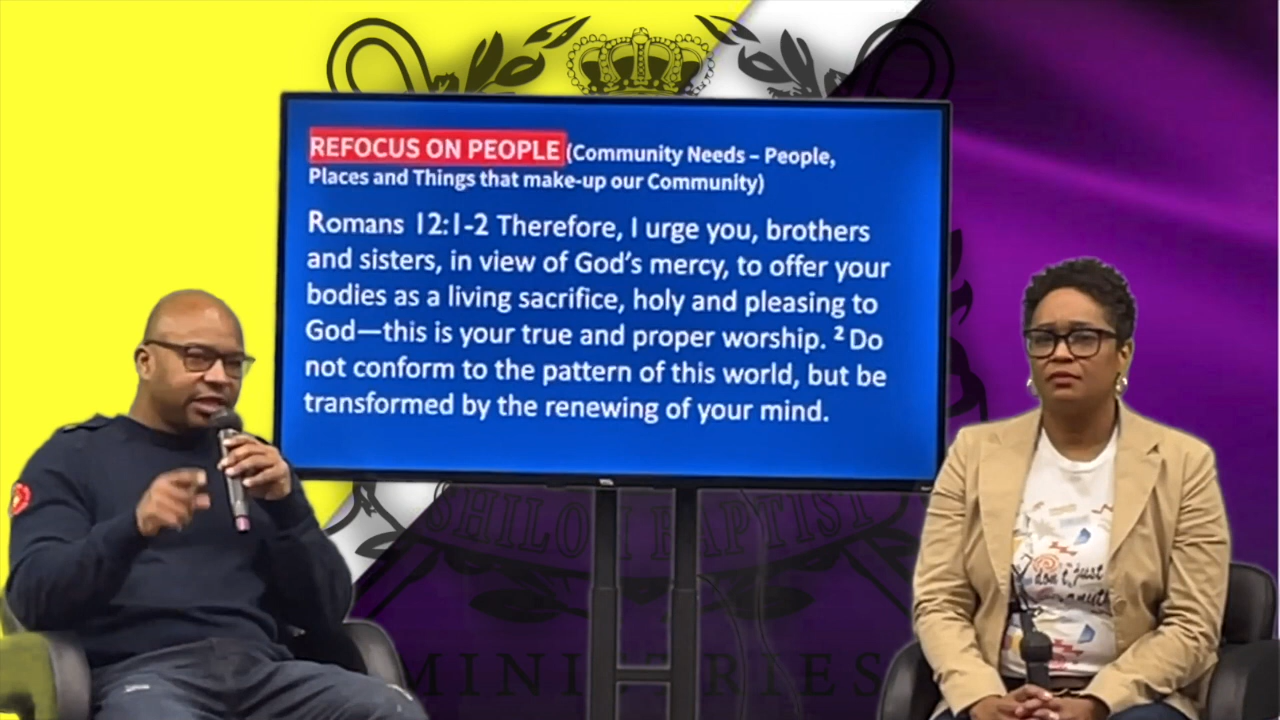 REFOCUS ON PEOPLE (Community Needs – People,
Places and Things that make-up our Community)
Romans 12:1-2 Therefore, I urge you, brothers
and sisters, in view of God's mercy, to offer your
bodies as a living sacrifice, holy and pleasing to
God—this is your true and proper worship. ² Do
not conform to the pattern of this world, but be
transformed by the renewing of your mind.
SHILOH BAPTIST
MINISTRIES
don't just